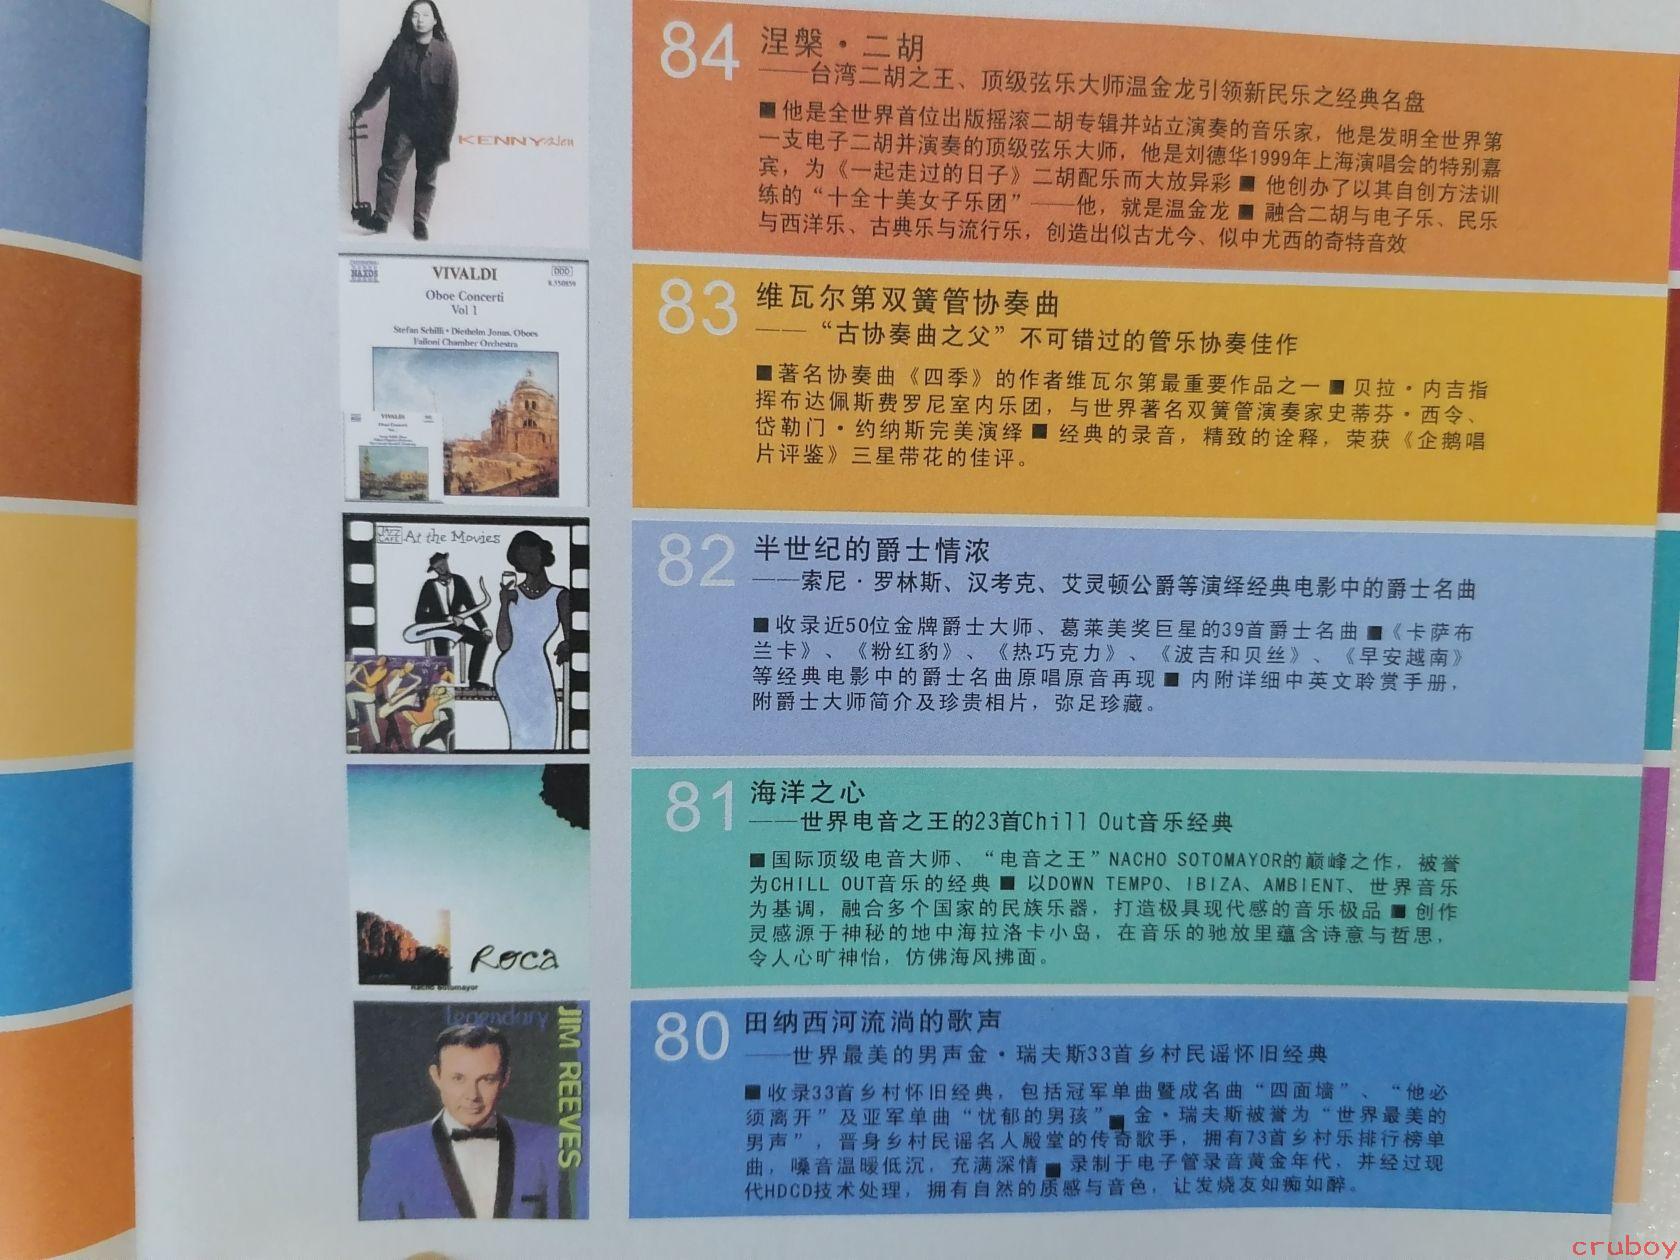 KENNY wen
84 涅槃·二胡
——台湾二胡之王、顶级弦乐大师温金龙引领新民乐之经典名盘
■他是全世界首位出版摇滚二胡专辑并站立演奏的音乐家，他是发明全世界第
一支电子二胡并演奏的顶级弦乐大师，他是刘德华1999年上海演唱会的特别嘉
宾，为《一起走过的日子》二胡配乐而大放异彩■ 他创办了以其自创方法训
练的“十全十美女子乐团”——他，就是温金龙■ 融合二胡与电子乐、民乐
与西洋乐、古典乐与流行乐，创造出似古尤今、似中尤西的奇特音效
NAXOS
VIVALDI
DDD
8.550859
Oboe Concerti
Vol 1
Stefan Schilli • Diethelm Jonas, Oboes
Failoni Chamber Orchestra
VIVALDI
83 维瓦尔第双簧管协奏曲
——“古协奏曲之父”不可错过的管乐协奏佳作
■著名协奏曲《四季》的作者维瓦尔第最重要作品之一■ 贝拉·内吉指
挥布达佩斯费罗尼室内乐团，与世界著名双簧管演奏家史蒂芬·西令、
岱勒门·约纳斯完美演绎■ 经典的录音，精致的诠释，荣获《企鹅唱
片评鉴》三星带花的佳评。
JAZZ CAFÉ At the Movies
82 半世纪的爵士情浓
——索尼·罗林斯、汉考克、艾灵顿公爵等演绎经典电影中的爵士名曲
■收录近50位金牌爵士大师、葛莱美奖巨星的39首爵士名曲■《卡萨布
兰卡》、《粉红豹》、《热巧克力》、《波吉和贝丝》、《早安越南》
等经典电影中的爵士名曲原唱原音再现■ 内附详细中英文聆赏手册，
附爵士大师简介及珍贵相片，弥足珍藏。
Roca
Nacho Sotomayor
81 海洋之心
——世界电音之王的23首Chill Out音乐经典
■国际顶级电音大师、“电音之王”NACHO SOTOMAYOR的巅峰之作，被誉
为CHILL OUT音乐的经典■ 以DOWN TEMPO、IBIZA、AMBIENT、世界音乐
为基调，融合多个国家的民族乐器，打造极具现代感的音乐极品■ 创作
灵感源于神秘的地中海拉洛卡小岛，在音乐的驰放里蕴含诗意与哲思，
令人心旷神怡，仿佛海风拂面。
legendary
JIM REEVES
80 田纳西河流淌的歌声
——世界最美的男声金·瑞夫斯33首乡村民谣怀旧经典
■收录33首乡村怀旧经典，包括冠军单曲暨成名曲“四面墙”、“他必
须离开”及亚军单曲“忧郁的男孩”■ 金·瑞夫斯被誉为“世界最美的
男声”，晋身乡村民谣名人殿堂的传奇歌手，拥有73首乡村乐排行榜单
曲，嗓音温暖低沉，充满深情■ 录制于电子管录音黄金年代，并经过现
代HDCD技术处理，拥有自然的质感与音色，让发烧友如痴如醉。
cruboy